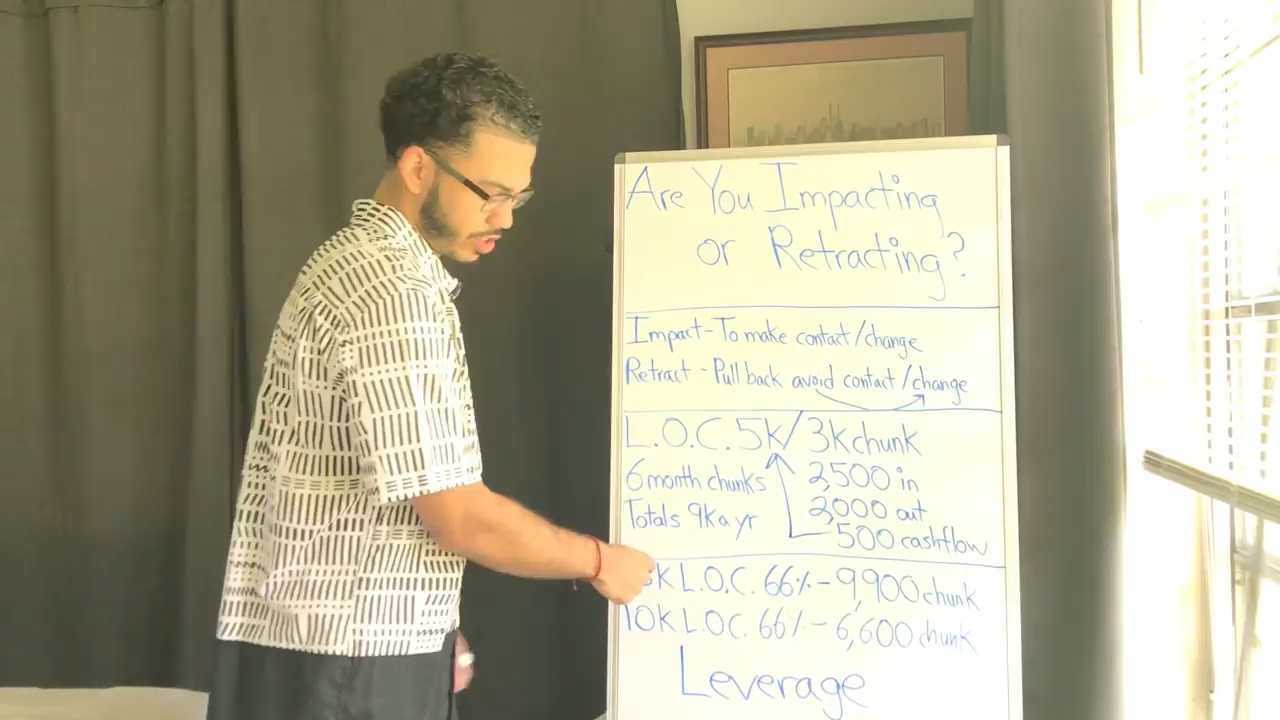 Are You Impacting
or Retracting?
Impact - To make contact/change
Retract - Pull back avoid contact/change
L.O.C. 5K/3K chunk
6 month chunks 2,500 in
Totals 9K a yr 2,000 out
500 cashflow
K L.O.C. 66% - 9,900 chunk
10K L.O.C. 66% - 6,600 chunk
Leverage